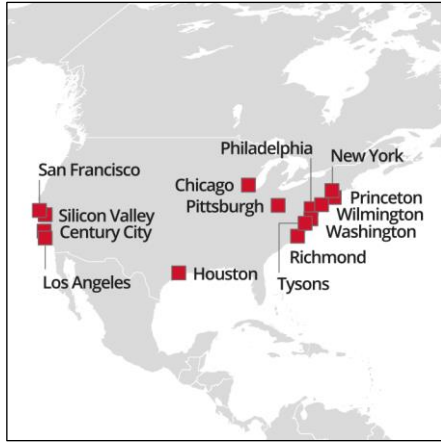 Philadelphia
New York
San Francisco
Chicago
Princeton
Pittsburgh
Silicon Valley
Wilmington
Century City
Washington
Richmond
Houston
Los Angeles
Tysons